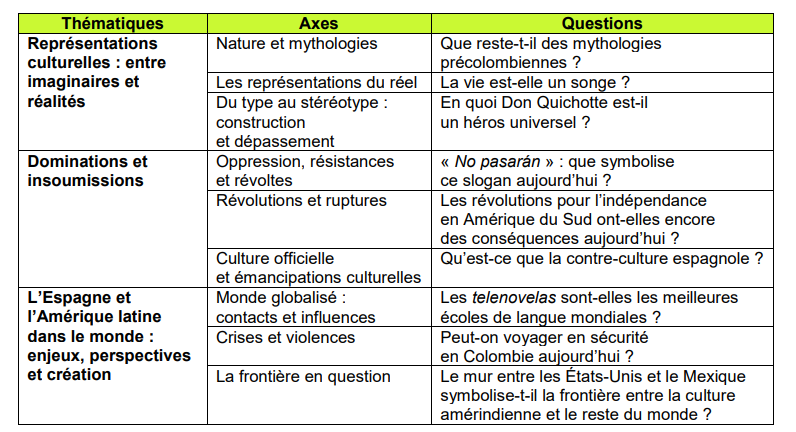 Thématiques Axes Questions
Représentations
culturelles : entre
imaginaires et
réalités
Nature et mythologies
Que reste-t-il des mythologies
précolombiennes ?
Les représentations du réel
La vie est-elle un songe ?
Du type au stéréotype :
construction
et dépassement
En quoi Don Quichotte est-il
un héros universel ?
Dominations et
insoumissions
Oppression, résistances
et révoltes
« No pasarán » : que symbolise
ce slogan aujourd’hui ?
Révolutions et ruptures
Les révolutions pour l’indépendance
en Amérique du Sud ont-elles encore
des conséquences aujourd’hui ?
Culture officielle
et émancipations culturelles
Qu’est-ce que la contre-culture espagnole ?
L’Espagne et
l’Amérique latine
dans le monde :
enjeux, perspectives
et création
Monde globalisé :
contacts et influences
Les telenovelas sont-elles les meilleures
écoles de langue mondiales ?
Crises et violences
Peut-on voyager en sécurité
en Colombie aujourd’hui ?
La frontière en question
Le mur entre les États-Unis et le Mexique
symbolise-t-il la frontière entre la culture
amérindienne et le reste du monde ?